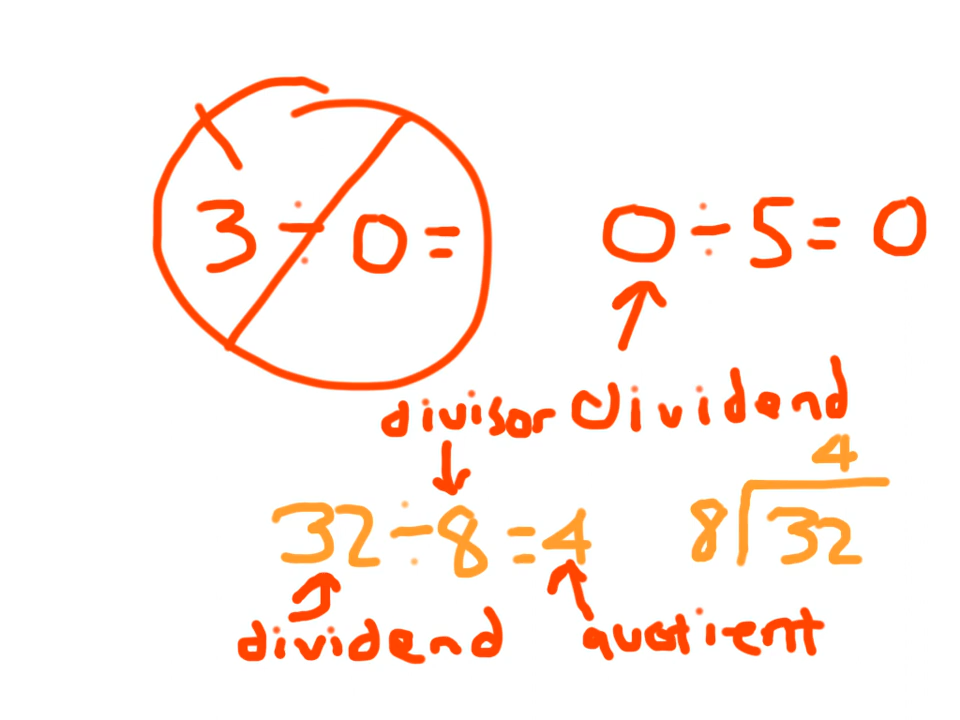 3 ÷ 0 =
0 ÷ 5 = 0
divisor dividend
32 ÷ 8 = 4
4
8 32
dividend quotient